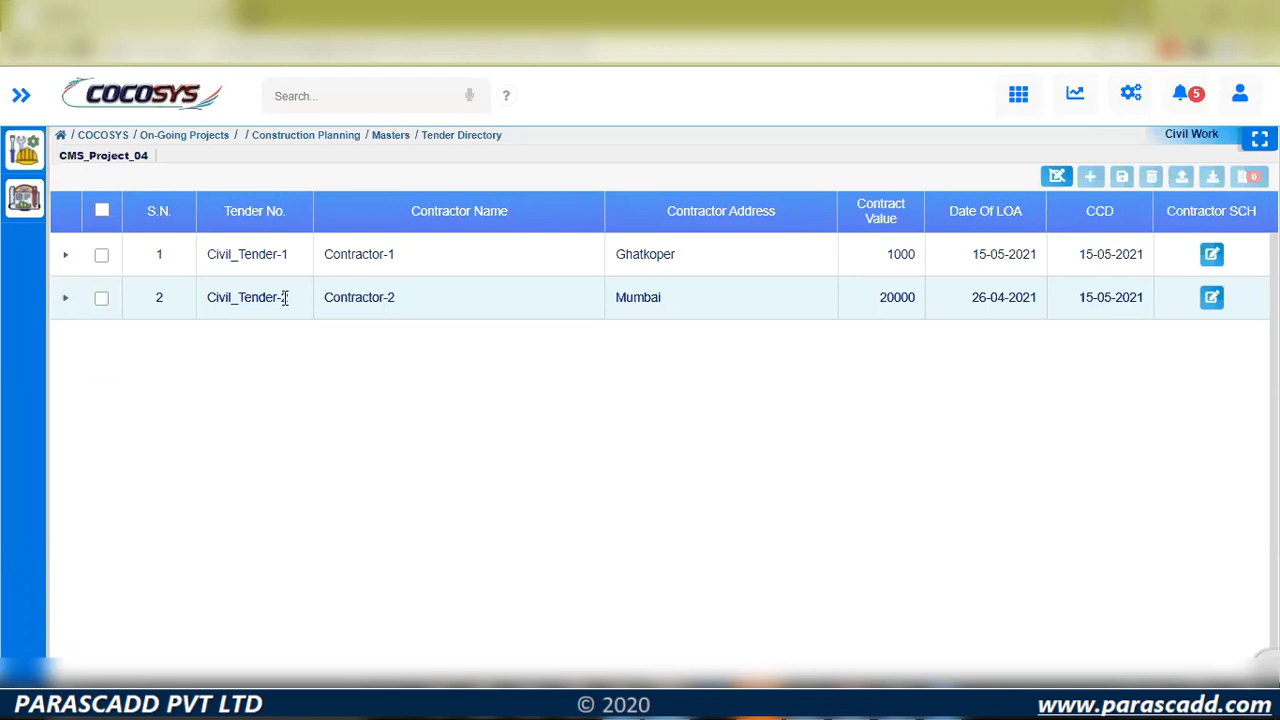 COCOSYS
Search...
?
5
/ COCOSYS / On-Going Projects / / Construction Planning / Masters / Tender Directory
Civil Work
CMS_Project_04
0
S.N. Tender No. Contractor Name Contractor Address Contract Value Date Of LOA CCD Contractor SCH
1 Civil_Tender-1 Contractor-1 Ghatkoper 1000 15-05-2021 15-05-2021
2 Civil_Tender-2 Contractor-2 Mumbai 20000 26-04-2021 15-05-2021
PARASCADD PVT LTD © 2020 www.parascadd.com